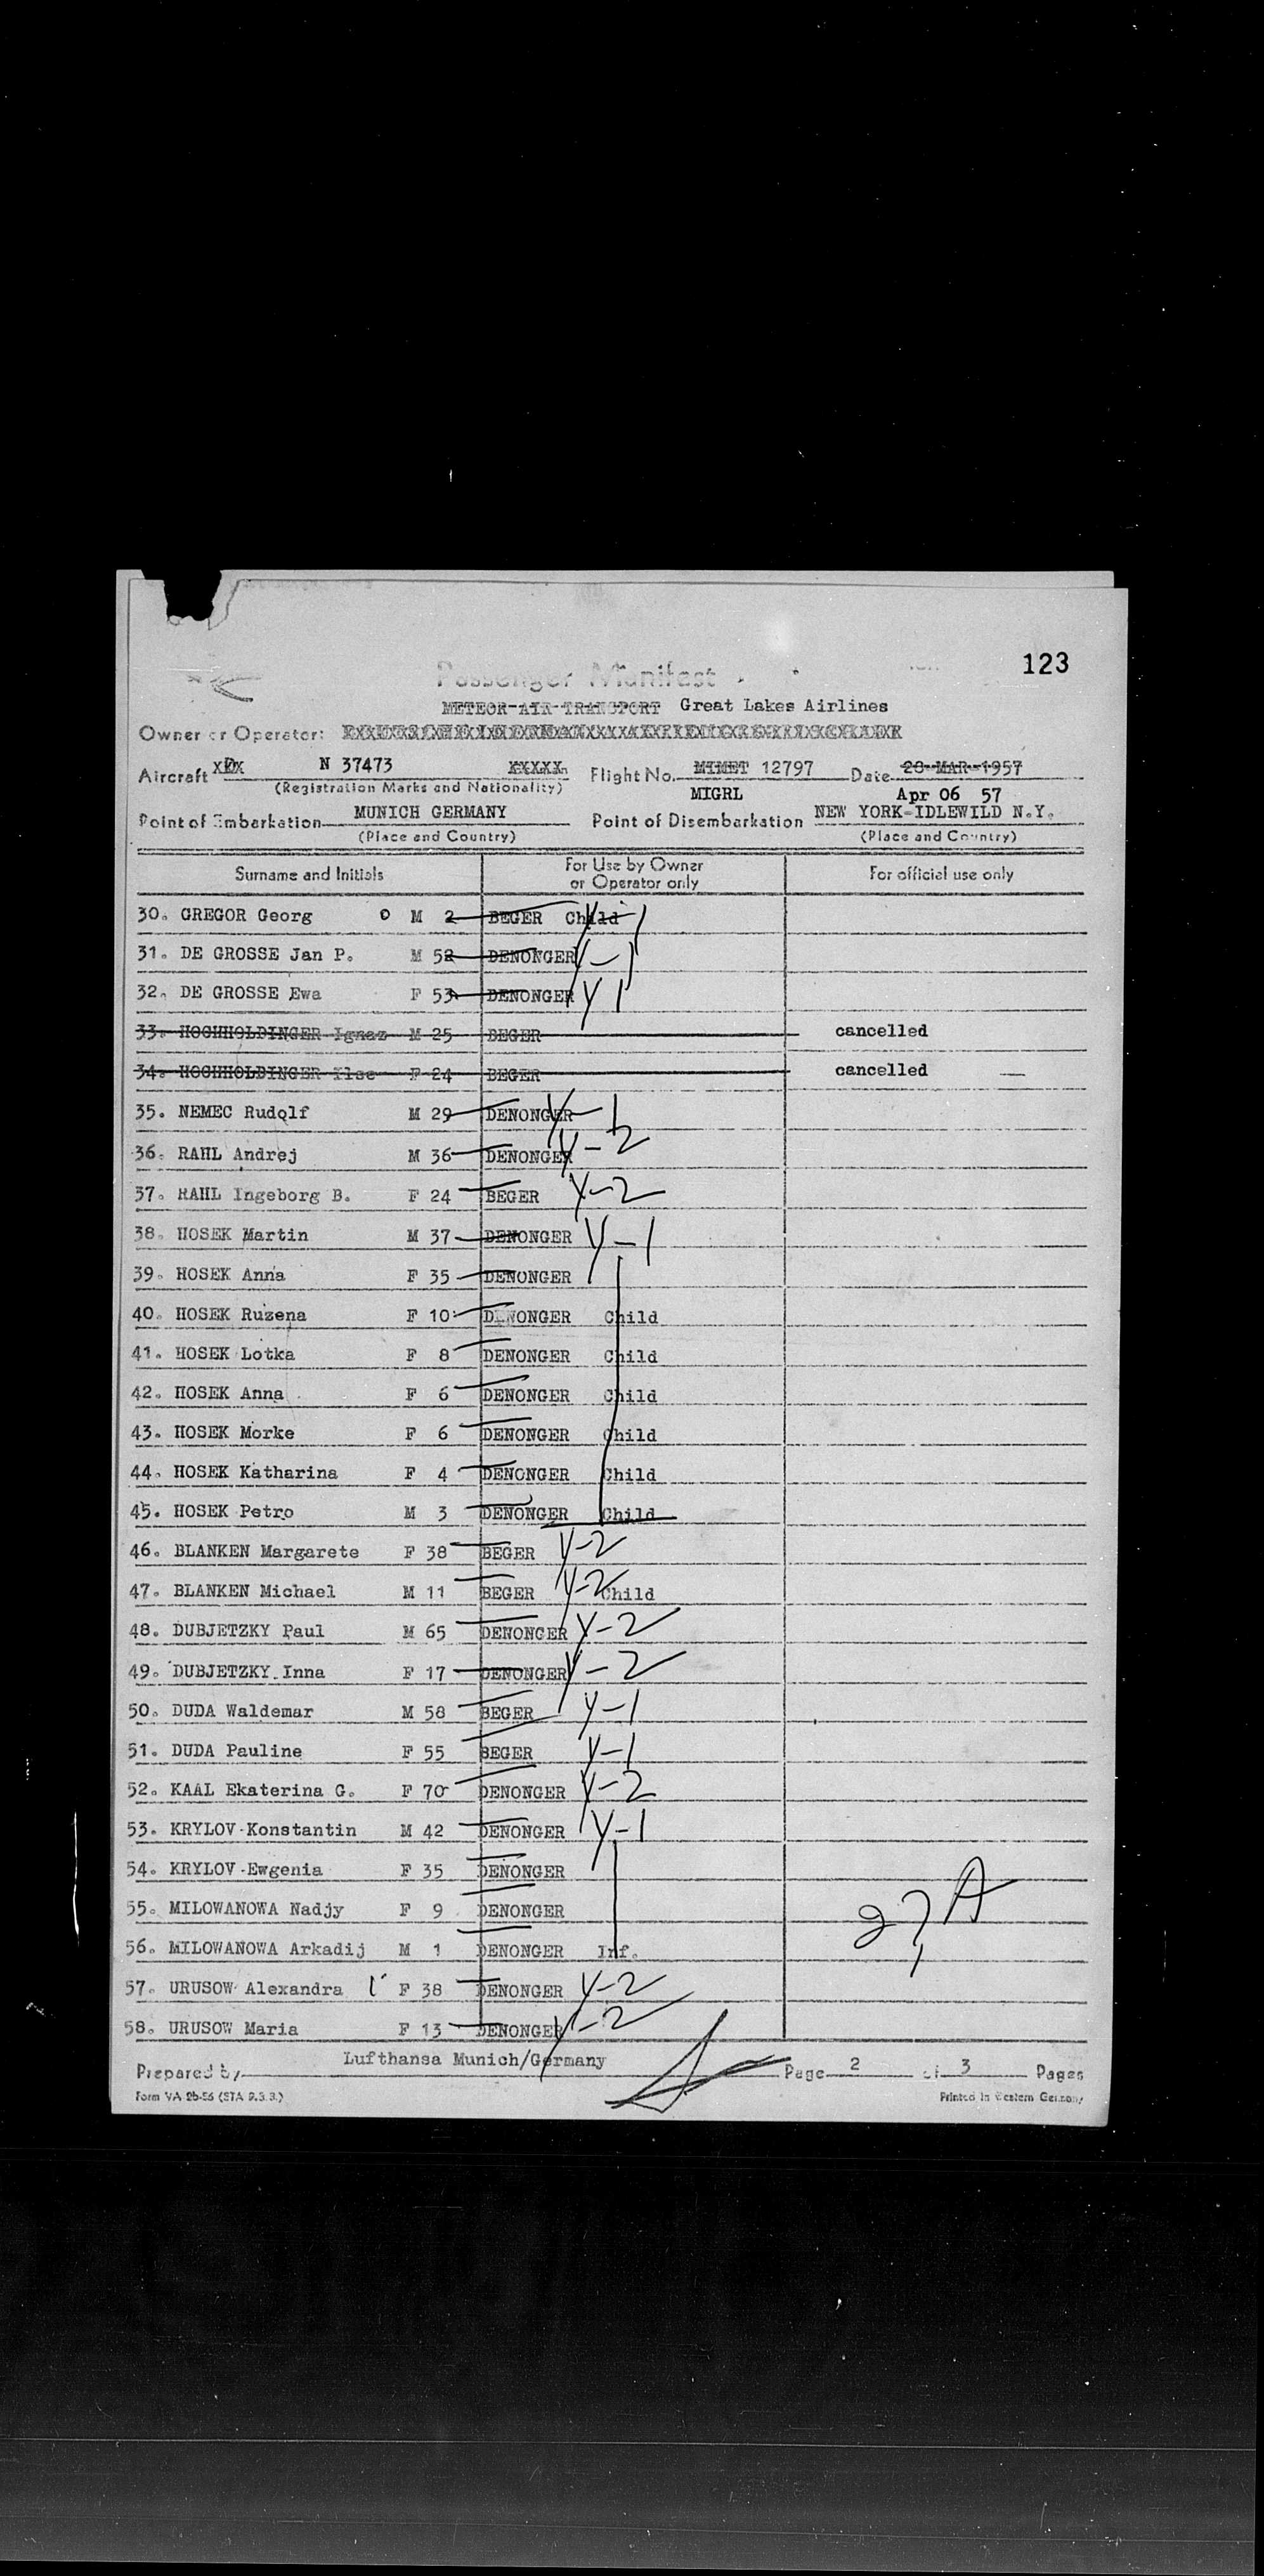 123
Passenger Manifest
METEOR-AIR-TRANSPORT Great Lakes Airlines
Owner or Operator:
Aircraft N 37473 XXXXX Flight No. MIMET 12797 Date 28-MAR-1957
(Registration Marks and Nationality) MIGRL Apr 06 57
Point of Embarkation MUNICH GERMANY Point of Disembarkation NEW YORK-IDLEWILD N.Y.
(Place and Country) (Place and Country)
Surname and Initials For Use by Owner or Operator only For official use only
30. GREGOR Georg O M 2 BEGER Child
31. DE GROSSE Jan P. M 52 DENONGER Y-1
32. DE GROSSE Ewa F 53 DENONGER Y1
33. HOCHHOLDINGER Ignaz M 25 BEGER cancelled
34. HOCHHOLDINGER Ilse F 24 BEGER cancelled
35. NEMEC Rudolf M 29 DENONGER Y-1
36. RAHL Andrej M 36 DENONGER Y-2
37. RAHL Ingeborg B. F 24 BEGER Y-2
38. HOSEK Martin M 37 DENONGER Y-1
39. HOSEK Anna F 35 DENONGER
40. HOSEK Ruzena F 10 DENONGER Child
41. HOSEK Lotka F 8 DENONGER Child
42. HOSEK Anna F 6 DENONGER Child
43. HOSEK Morke F 6 DENONGER Child
44. HOSEK Katharina F 4 DENONGER Child
45. HOSEK Petro M 3 DENONGER Child
46. BLANKEN Margarete F 38 BEGER Y-2
47. BLANKEN Michael M 11 BEGER Y-2 Child
48. DUBJETZKY Paul M 65 DENONGER Y-2
49. DUBJETZKY Inna F 17 DENONGER Y-2
50. DUDA Waldemar M 58 BEGER Y-1
51. DUDA Pauline F 55 BEGER Y-1
52. KAAL Ekaterina G. F 70 DENONGER Y-2
53. KRYLOV Konstantin M 42 DENONGER Y-1
54. KRYLOV Ewgenia F 35 DENONGER
55. MILOWANOWA Nadjy F 9 DENONGER
56. MILOWANOWA Arkadij M 1 DENONGER Inf.
57. URUSOW Alexandra F 38 DENONGER Y-2
58. URUSOW Maria F 13 DENONGER Y-2
Prepared by Lufthansa Munich/Germany Page 2 of 3 Pages
Form VA 9b-56 (STA 9.3.3.) Printed in Western Germany